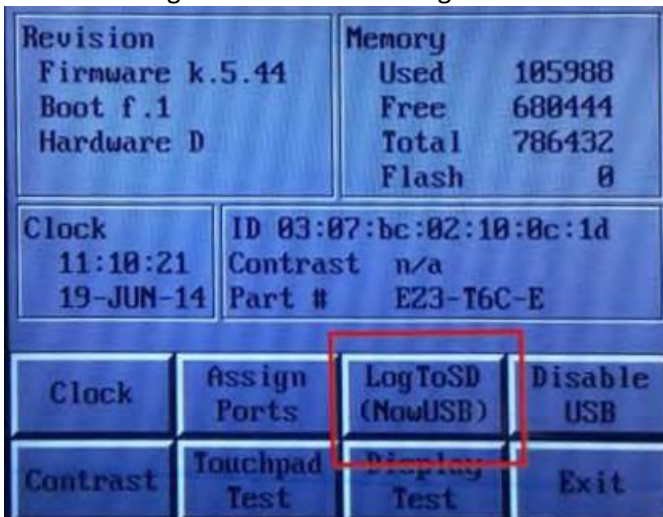 Revision
Firmware k.5.44
Boot f.1
Hardware D
Memory
Used 105988
Free 680444
Total 786432
Flash 0
Clock
11:10:21
19-JUN-14
ID 03:07:bc:02:10:0c:1d
Contrast n/a
Part # EZ3-T6C-E
Clock
Assign
Ports
LogToSD
(NowUSB)
Disable
USB
Contrast
Touchpad
Test
Display
Test
Exit